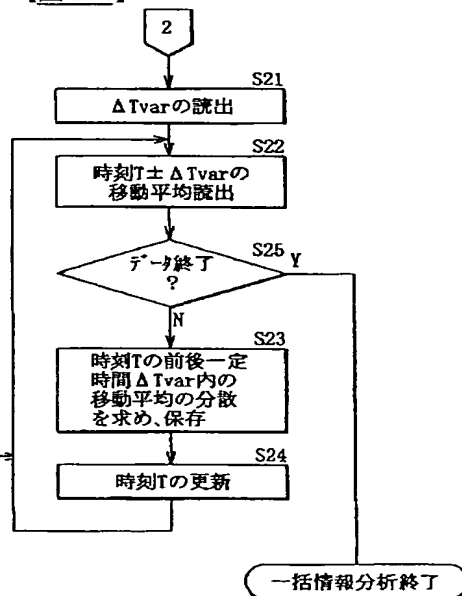 2
S21
ΔTvarの読出
S22
時刻T±ΔTvarの
移動平均読出
S25
データ終了
?
Y
N
S23
時刻Tの前後一定
時間ΔTvar内の
移動平均の分散
を求め、保存
S24
時刻Tの更新
一括情報分析終了